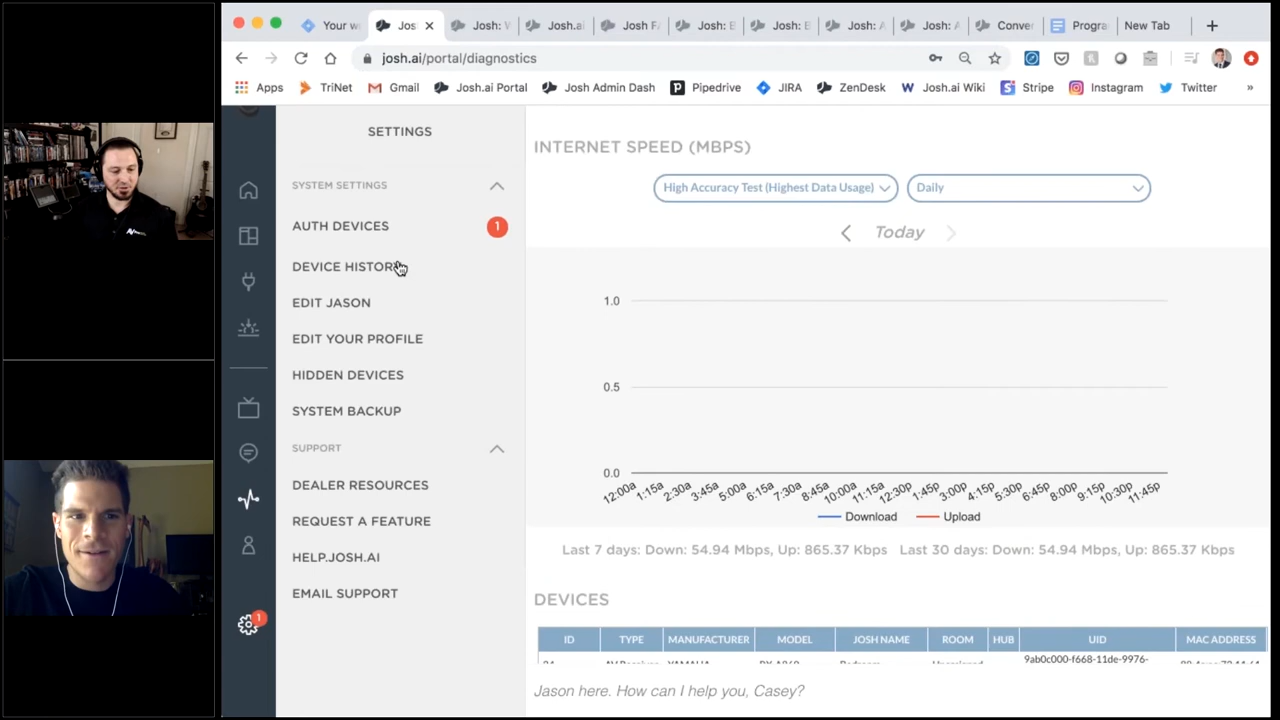 Your w
Jos
Josh: W
Josh.ai
Josh FA
Josh: E
Josh: E
Josh: A
Josh: A
Conver
Progra
New Tab
josh.ai/portal/diagnostics
Apps
TriNet
Gmail
Josh.ai Portal
Josh Admin Dash
Pipedrive
JIRA
ZenDesk
Josh.ai Wiki
Stripe
Instagram
Twitter
»
SETTINGS
SYSTEM SETTINGS
AUTH DEVICES
1
DEVICE HISTORY
EDIT JASON
EDIT YOUR PROFILE
HIDDEN DEVICES
SYSTEM BACKUP
SUPPORT
DEALER RESOURCES
REQUEST A FEATURE
HELP.JOSH.AI
EMAIL SUPPORT
1
INTERNET SPEED (MBPS)
High Accuracy Test (Highest Data Usage)
Daily
Today
1.0
0.5
0.0
12:00a 1:15a 2:30a 3:45a 5:00a 6:15a 7:30a 8:45a 10:00a 11:15a 12:30p 1:45p 3:00p 4:15p 5:30p 6:45p 8:00p 9:15p 10:30p 11:45p
Download Upload
Last 7 days: Down: 54.94 Mbps, Up: 865.37 Kbps Last 30 days: Down: 54.94 Mbps, Up: 865.37 Kbps
DEVICES
ID TYPE MANUFACTURER MODEL JOSH NAME ROOM HUB UID MAC ADDRESS
9ab0c000-f668-11de-9976-
Jason here. How can I help you, Casey?